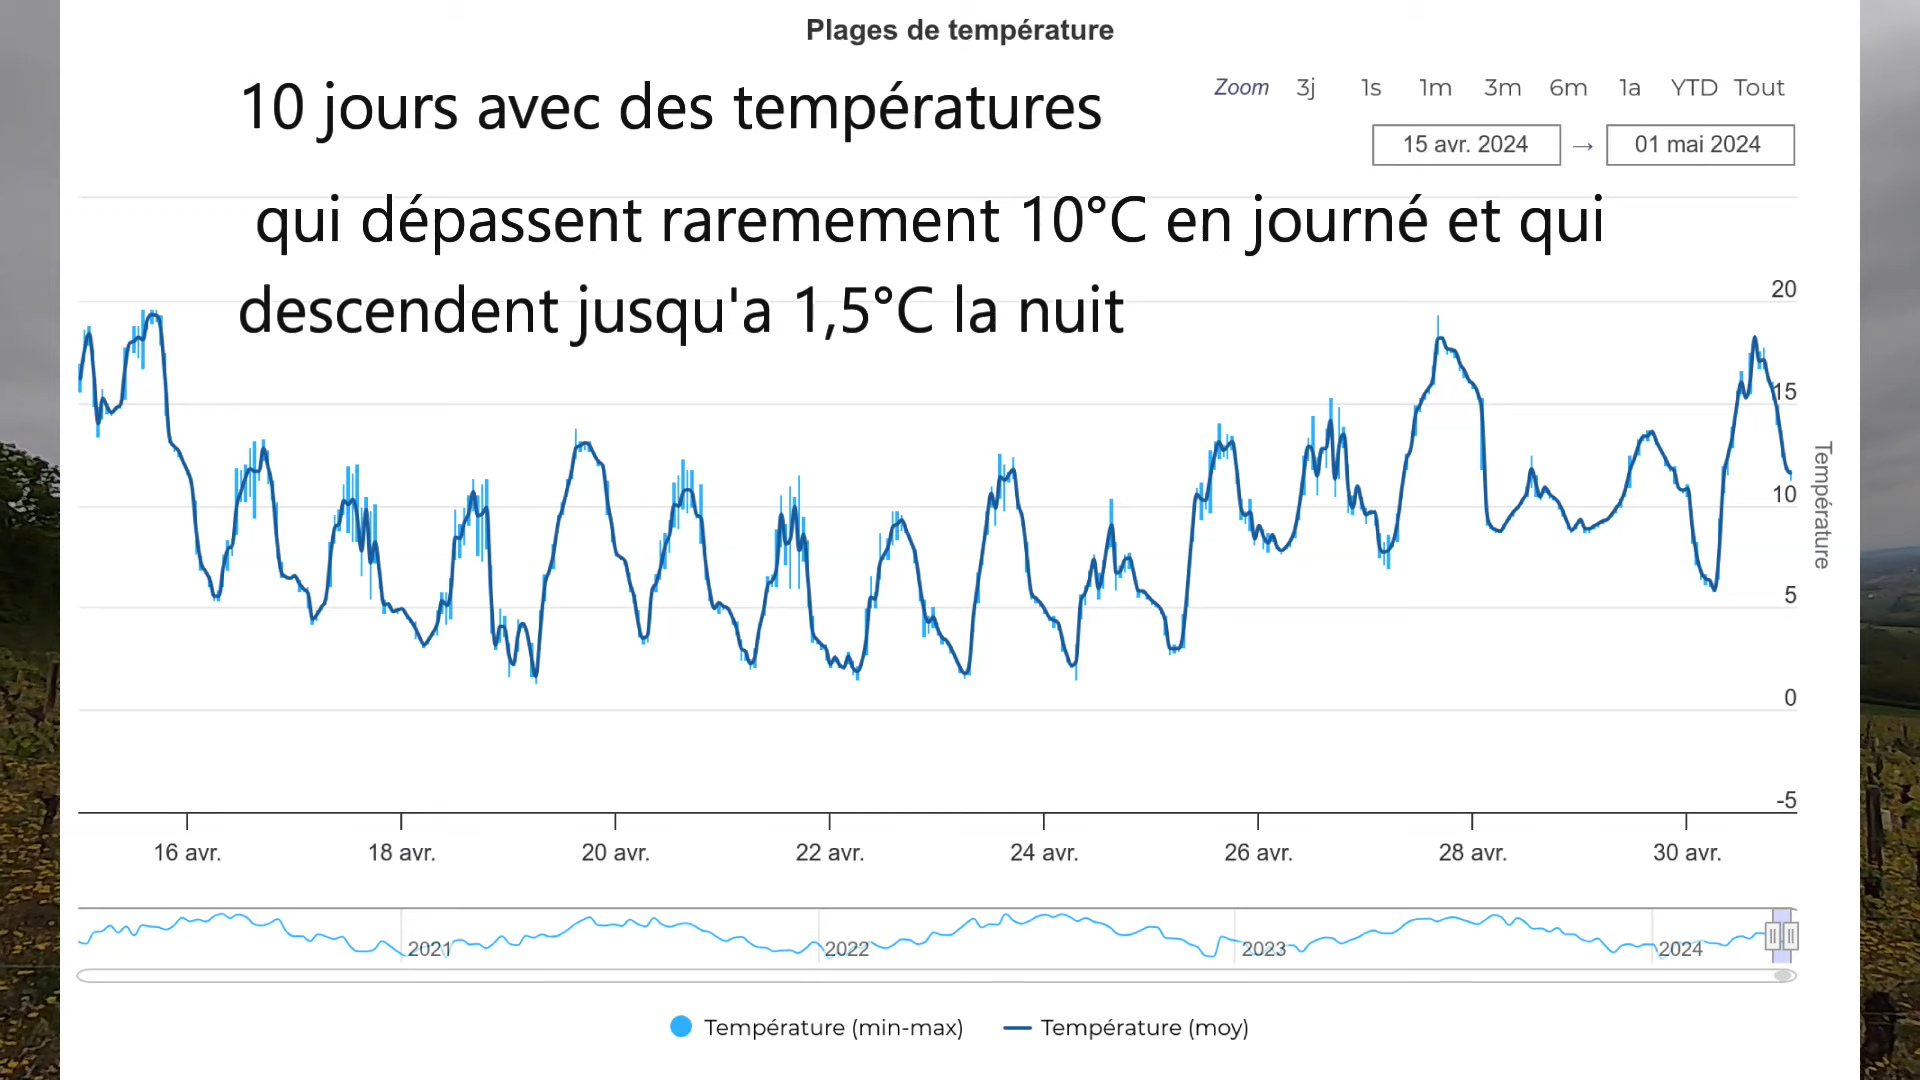 Plages de température
10 jours avec des températures
Zoom 3j 1s 1m 3m 6m 1a YTD Tout
15 avr. 2024 → 01 mai 2024
qui dépassent raremement 10°C en journé et qui
descendent jusqu'a 1,5°C la nuit
20
15
10
5
0
-5
Température
16 avr. 18 avr. 20 avr. 22 avr. 24 avr. 26 avr. 28 avr. 30 avr.
2021 2022 2023 2024
Température (min-max) Température (moy)